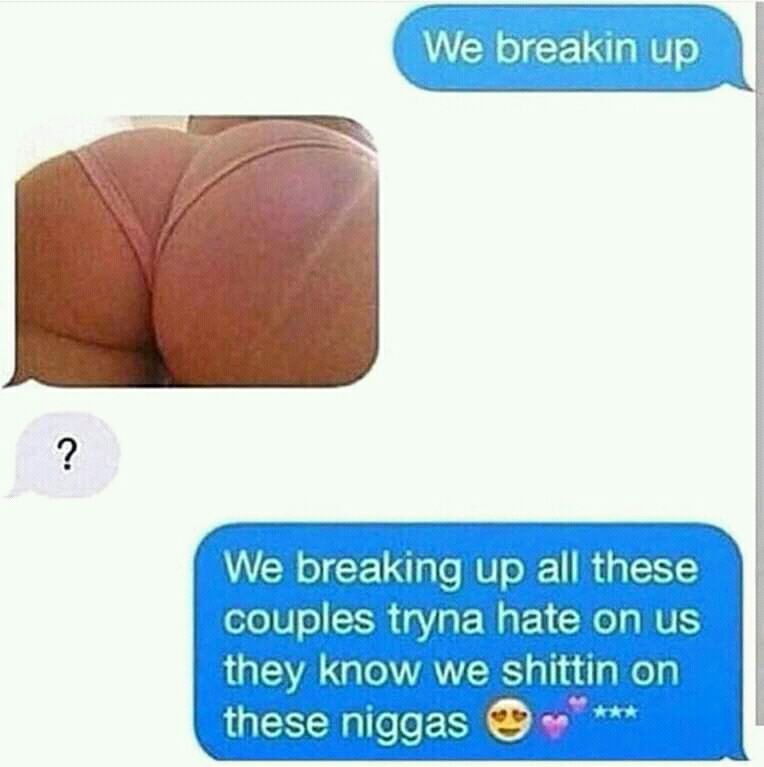 We breakin up
?
We breaking up all these
couples tryna hate on us
they know we shittin on
these niggas 😍💕***